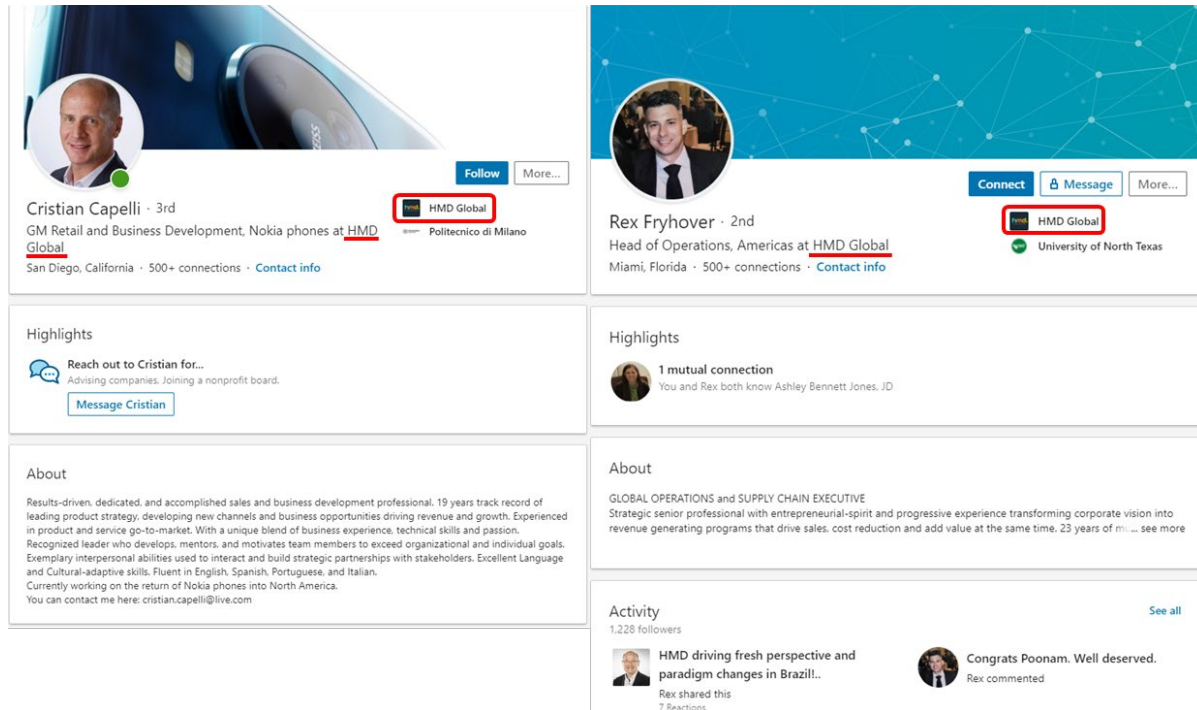 ZEISS
Follow
More...
Cristian Capelli · 3rd
GM Retail and Business Development, Nokia phones at HMD
Global
San Diego, California · 500+ connections · Contact info
hmd.
HMD Global
Politecnico di Milano
Highlights
Reach out to Cristian for...
Advising companies, Joining a nonprofit board.
Message Cristian
About
Results-driven, dedicated, and accomplished sales and business development professional. 19 years track record of
leading product strategy, developing new channels and business opportunities driving revenue and growth. Experienced
in product and service go-to-market. With a unique blend of business experience, technical skills and passion.
Recognized leader who develops, mentors, and motivates team members to exceed organizational and individual goals.
Exemplary interpersonal abilities used to interact and build strategic partnerships with stakeholders. Excellent Language
and Cultural-adaptive skills. Fluent in English, Spanish, Portuguese, and Italian.
Currently working on the return of Nokia phones into North America.
You can contact me here: cristian.capelli@live.com
Connect
Message
More...
Rex Fryhover · 2nd
Head of Operations, Americas at HMD Global
Miami, Florida · 500+ connections · Contact info
hmd.
HMD Global
University of North Texas
Highlights
1 mutual connection
You and Rex both know Ashley Bennett Jones, JD
About
GLOBAL OPERATIONS and SUPPLY CHAIN EXECUTIVE
Strategic senior professional with entrepreneurial-spirit and progressive experience transforming corporate vision into
revenue generating programs that drive sales, cost reduction and add value at the same time. 23 years of ... see more
Activity
See all
1,228 followers
HMD driving fresh perspective and
paradigm changes in Brazil!..
Rex shared this
7 Reactions
Congrats Poonam. Well deserved.
Rex commented